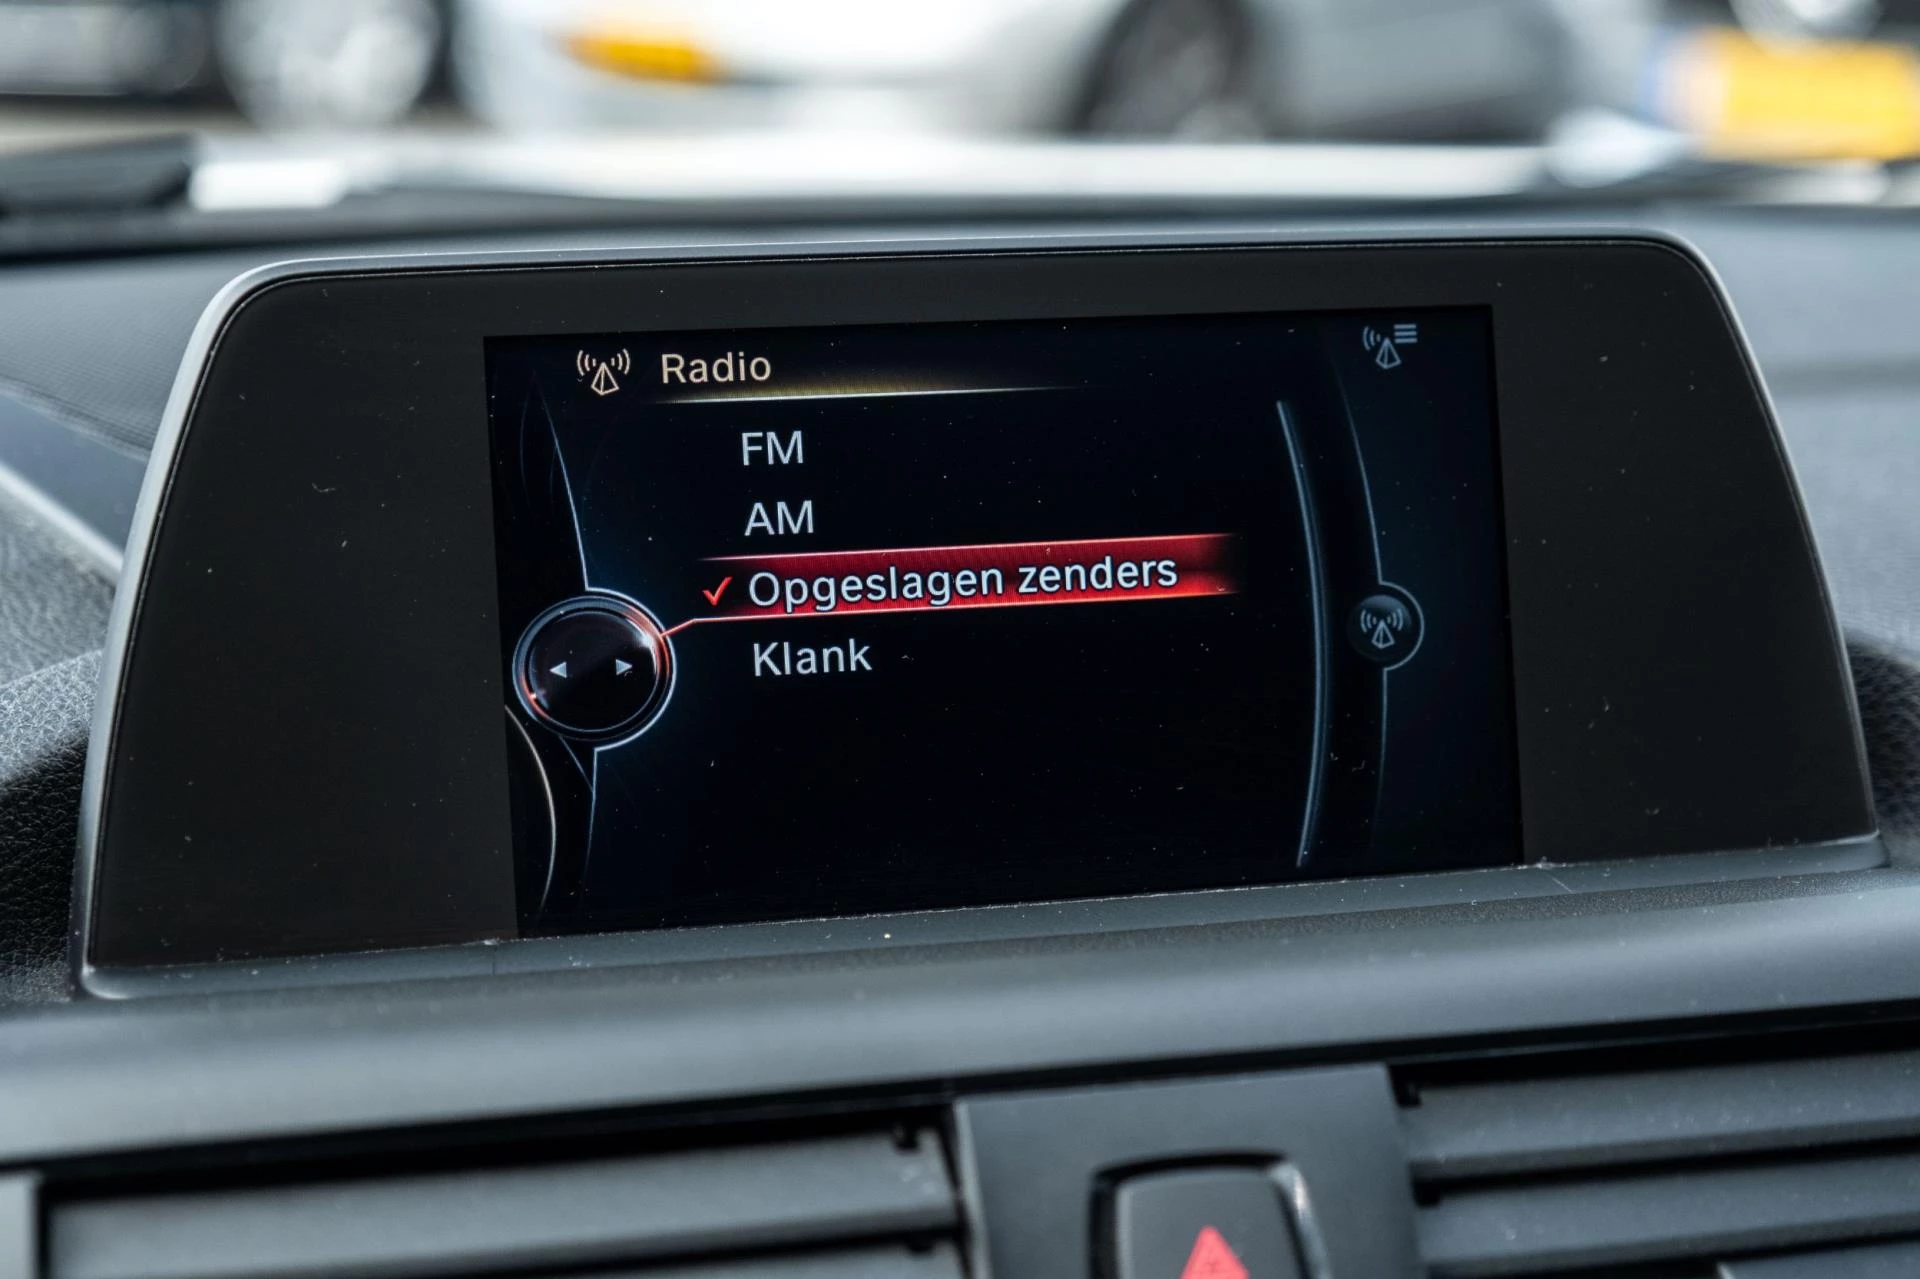 Radio
FM
AM
Opgeslagen zenders
Klank